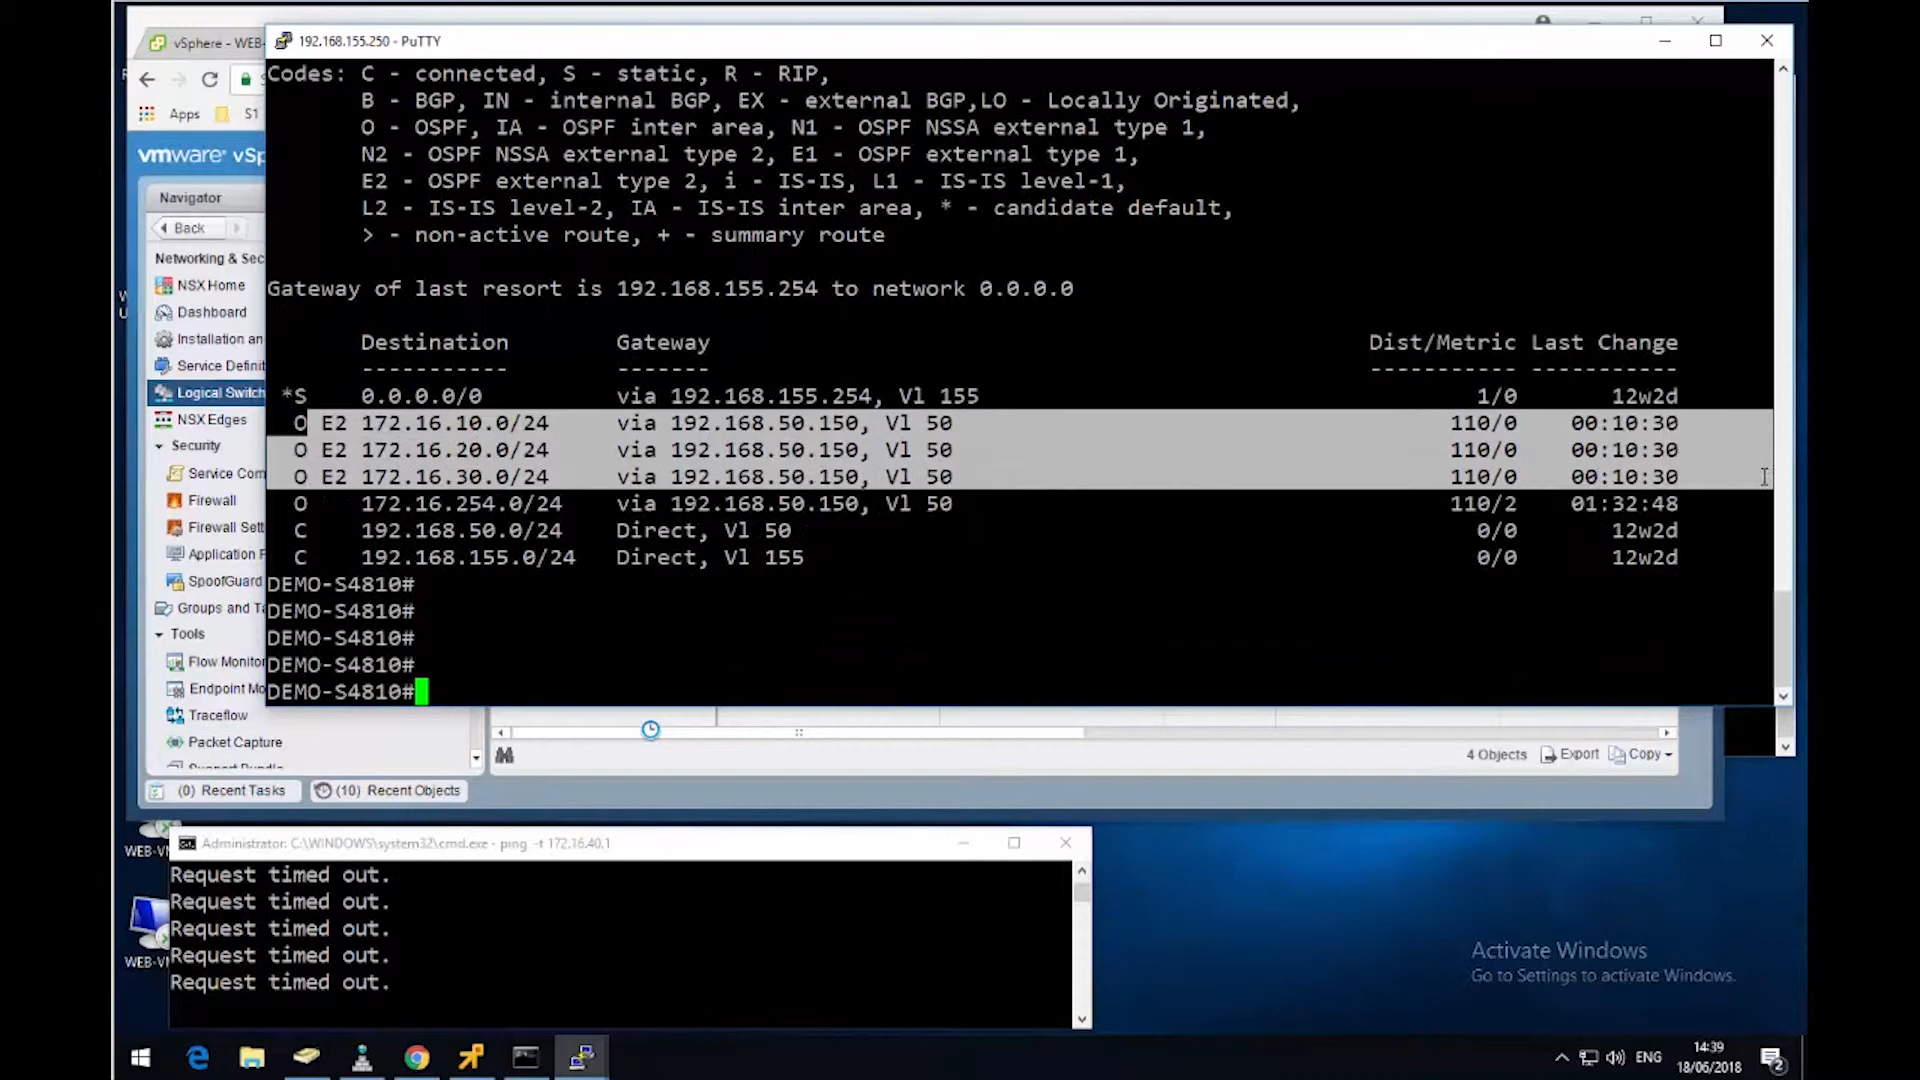 vSphere - WEB-
192.168.155.250 - PuTTY
Apps
S1
vmware® vSp
Codes: C - connected, S - static, R - RIP,
B - BGP, IN - internal BGP, EX - external BGP,LO - Locally Originated,
O - OSPF, IA - OSPF inter area, N1 - OSPF NSSA external type 1,
N2 - OSPF NSSA external type 2, E1 - OSPF external type 1,
E2 - OSPF external type 2, i - IS-IS, L1 - IS-IS level-1,
L2 - IS-IS level-2, IA - IS-IS inter area, * - candidate default,
> - non-active route, + - summary route
Gateway of last resort is 192.168.155.254 to network 0.0.0.0
Destination Gateway Dist/Metric Last Change
----------- ------- ----------- -----------
*S 0.0.0.0/0 via 192.168.155.254, Vl 155 1/0 12w2d
O E2 172.16.10.0/24 via 192.168.50.150, Vl 50 110/0 00:10:30
O E2 172.16.20.0/24 via 192.168.50.150, Vl 50 110/0 00:10:30
O E2 172.16.30.0/24 via 192.168.50.150, Vl 50 110/0 00:10:30
O 172.16.254.0/24 via 192.168.50.150, Vl 50 110/2 01:32:48
C 192.168.50.0/24 Direct, Vl 50 0/0 12w2d
C 192.168.155.0/24 Direct, Vl 155 0/0 12w2d
DEMO-S4810#
DEMO-S4810#
DEMO-S4810#
DEMO-S4810#
DEMO-S4810#
Navigator
Back
Networking & Sec
NSX Home
Dashboard
Installation an
Service Definit
Logical Switch
NSX Edges
Security
Service Com
Firewall
Firewall Sett
Application F
SpoofGuard
Groups and Ta
Tools
Flow Monitor
Endpoint Mo
Traceflow
Packet Capture
Support Bundle
4 Objects Export Copy
(0) Recent Tasks (10) Recent Objects
WEB-VM
WEB-VM
Administrator: C:\WINDOWS\system32\cmd.exe - ping -t 172.16.40.1
Request timed out.
Request timed out.
Request timed out.
Request timed out.
Request timed out.
Activate Windows
Go to Settings to activate Windows.
ENG
14:39
18/06/2018
2